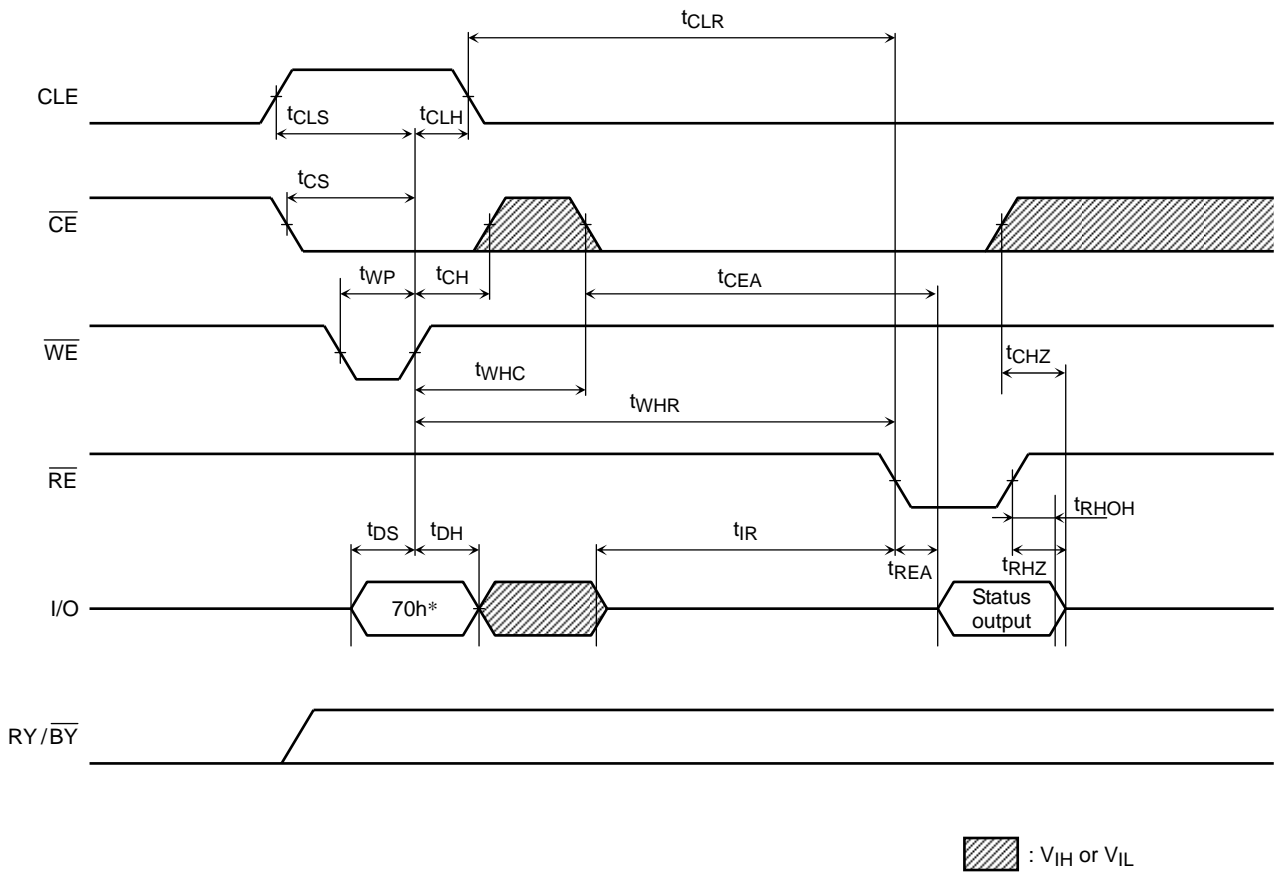 tCLR
CLE
tCLS
tCLH
tCS
CE
tWP
tCH
tCEA
WE
tCHZ
tWHC
tWHR
RE
tRHOH
tDS
tDH
tIR
tREA
tRHZ
I/O
70h*
Status
output
RY/BY
: VIH or VIL